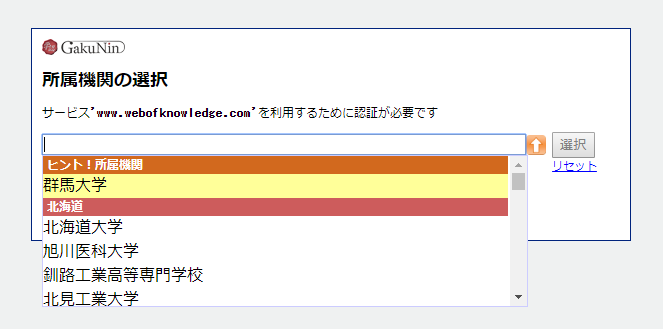 GakuNin
所属機関の選択
サービス'www.webofknowledge.com'を利用するために認証が必要です
選択
リセット
ヒント！所属機関
群馬大学
北海道
北海道大学
旭川医科大学
釧路工業高等専門学校
北見工業大学